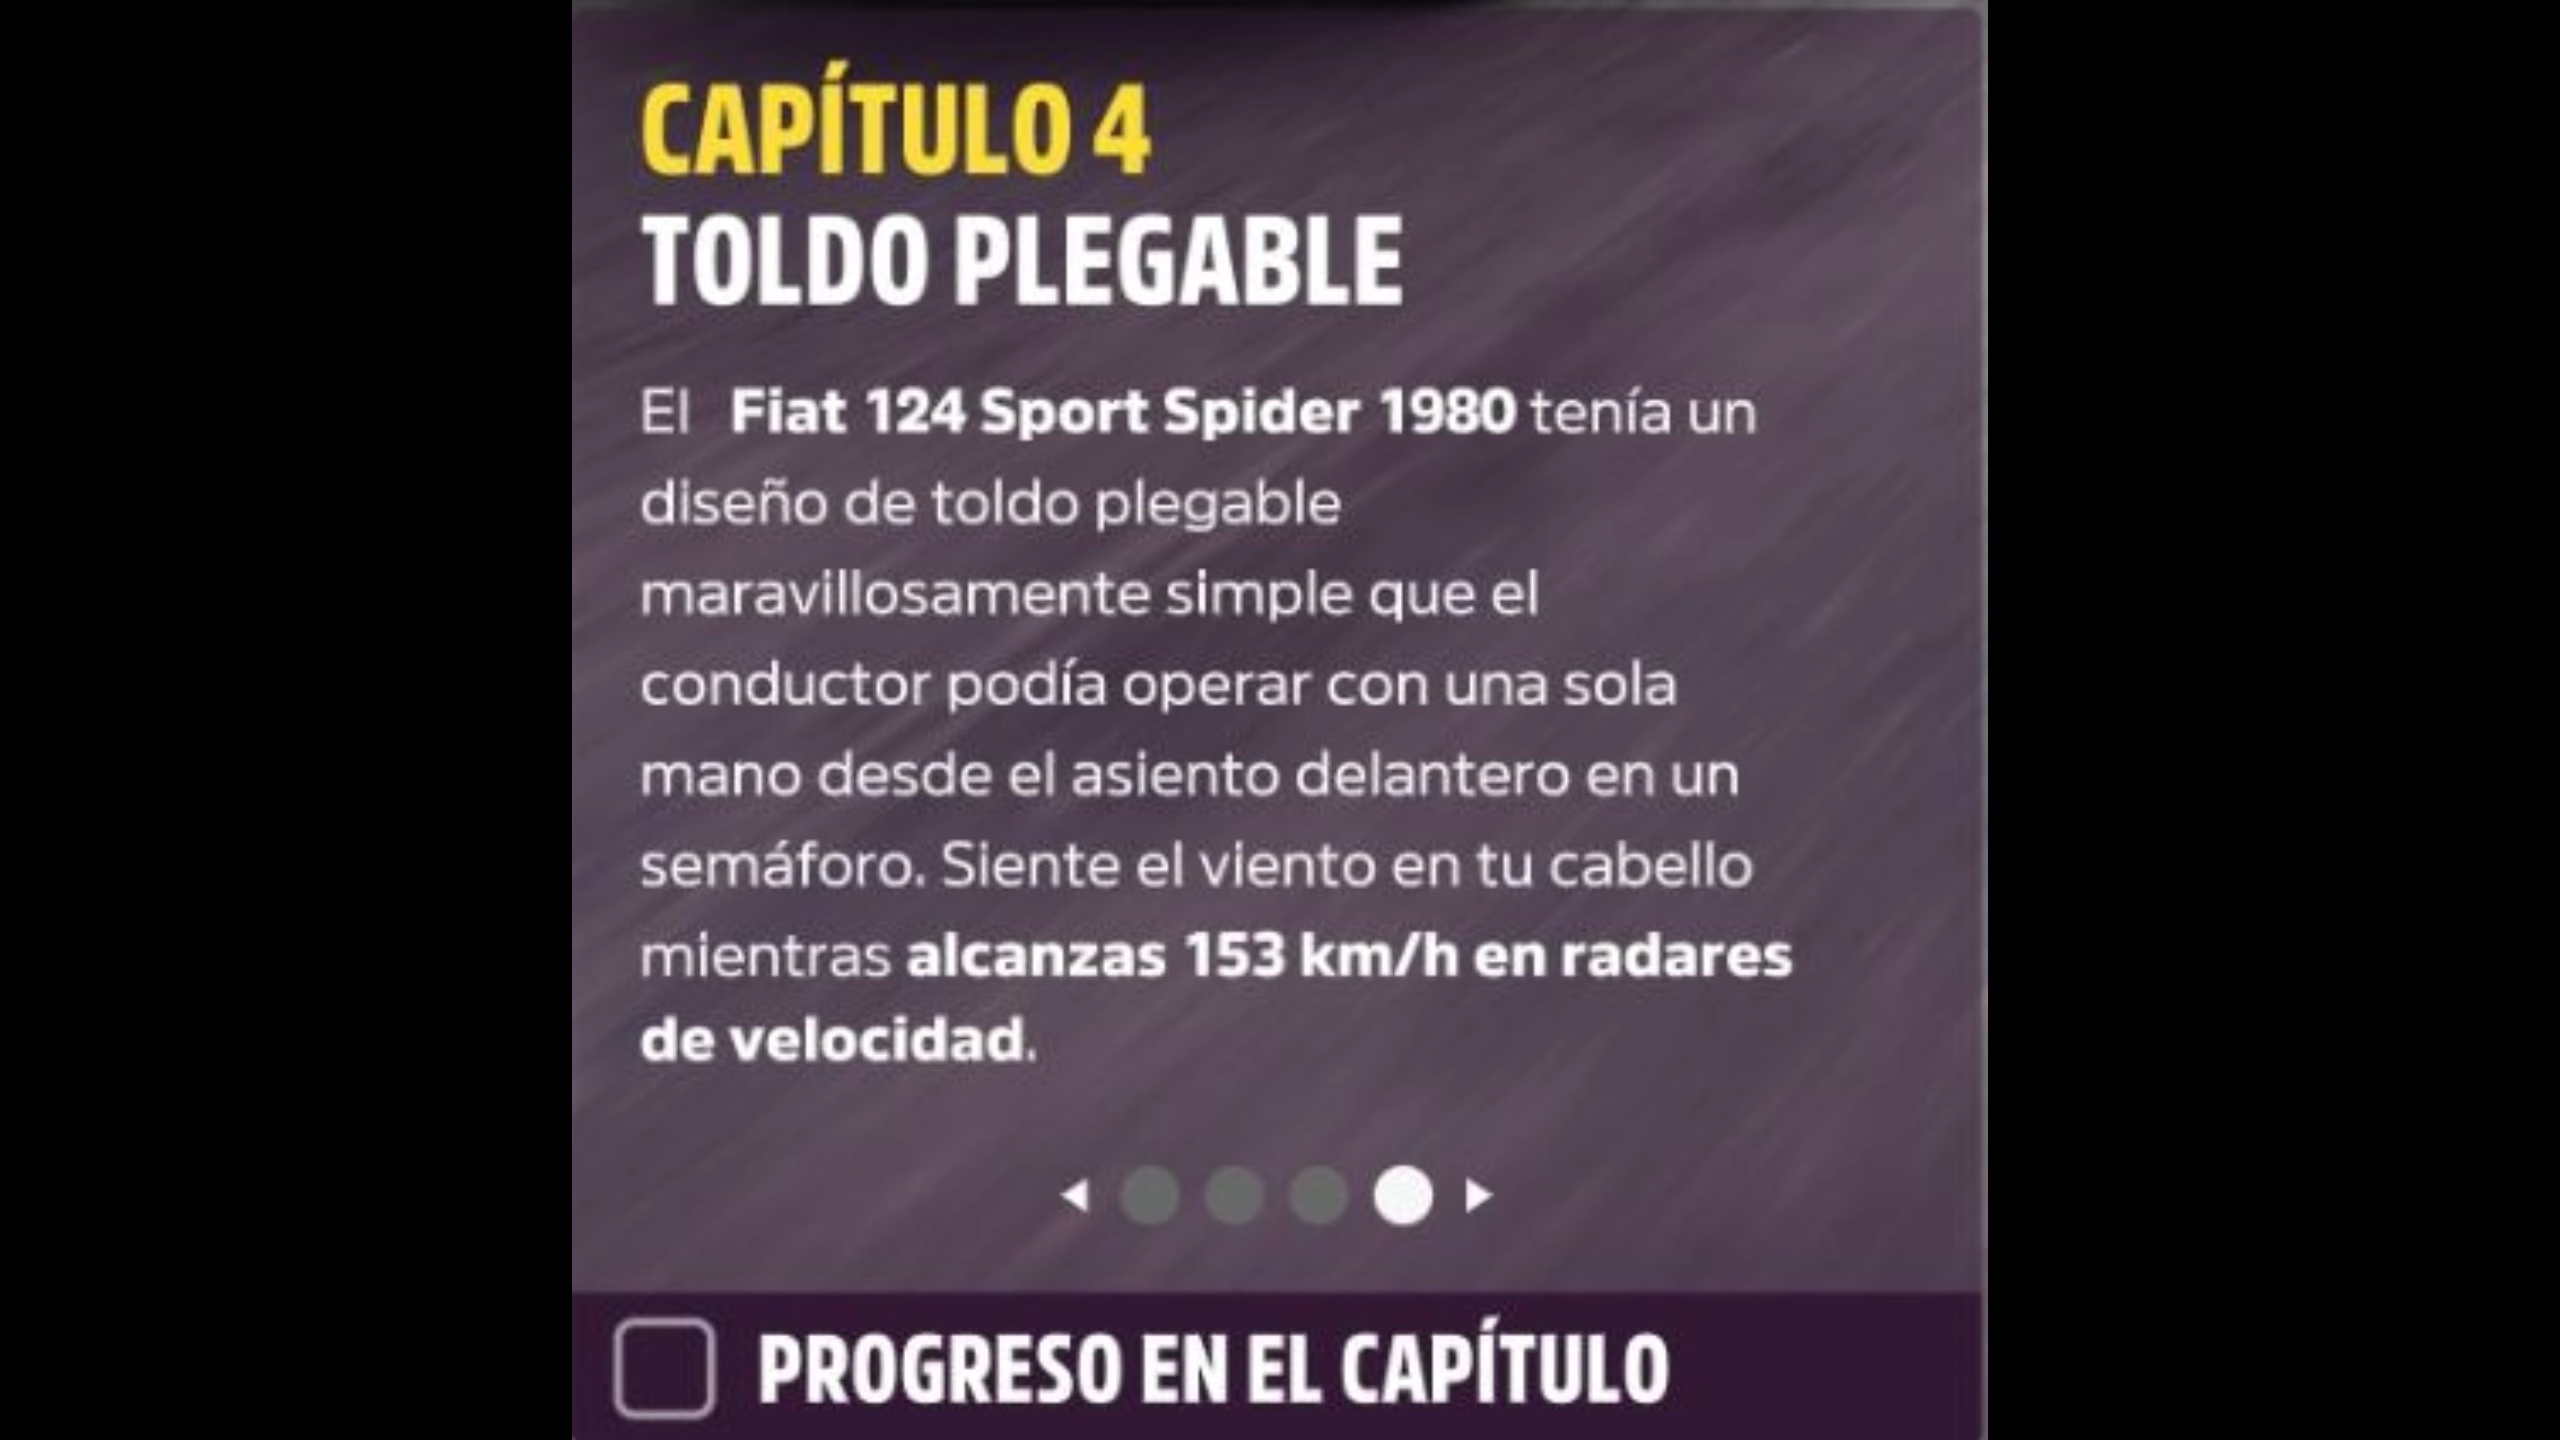 CAPÍTULO 4
TOLDO PLEGABLE
El Fiat 124 Sport Spider 1980 tenía un
diseño de toldo plegable
maravillosamente simple que el
conductor podía operar con una sola
mano desde el asiento delantero en un
semáforo. Siente el viento en tu cabello
mientras alcanzas 153 km/h en radares
de velocidad.
PROGRESO EN EL CAPÍTULO